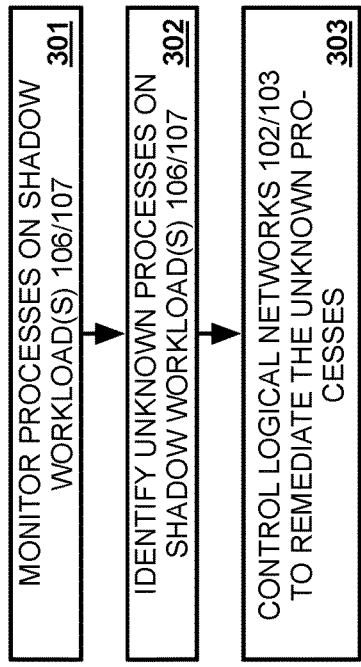 MONITOR PROCESSES ON SHADOW
WORKLOAD(S) 106/107
301
IDENTIFY UNKNOWN PROCESSES ON
SHADOW WORKLOAD(S) 106/107
302
CONTROL LOGICAL NETWORKS 102/103
TO REMEDIATE THE UNKNOWN PRO-
CESSES
303